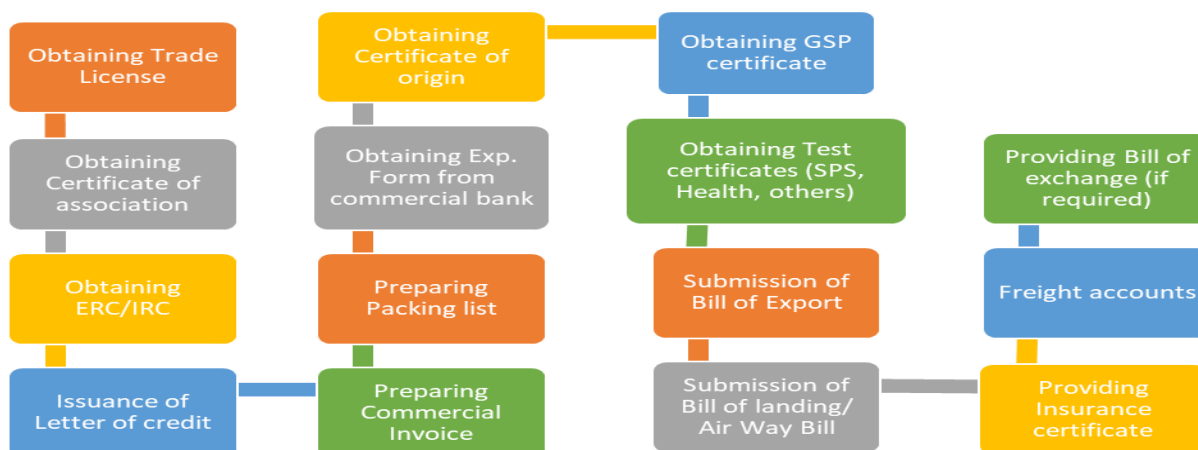 Obtaining Trade
License
Obtaining
Certificate of
association
Obtaining
ERC/IRC
Issuance of
Letter of credit
Preparing
Commercial
Invoice
Preparing
Packing list
Obtaining Exp.
Form from
commercial bank
Obtaining
Certificate of
origin
Obtaining GSP
certificate
Obtaining Test
certificates (SPS,
Health, others)
Submission of
Bill of Export
Submission of
Bill of landing/
Air Way Bill
Providing
Insurance
certificate
Freight accounts
Providing Bill of
exchange (if
required)